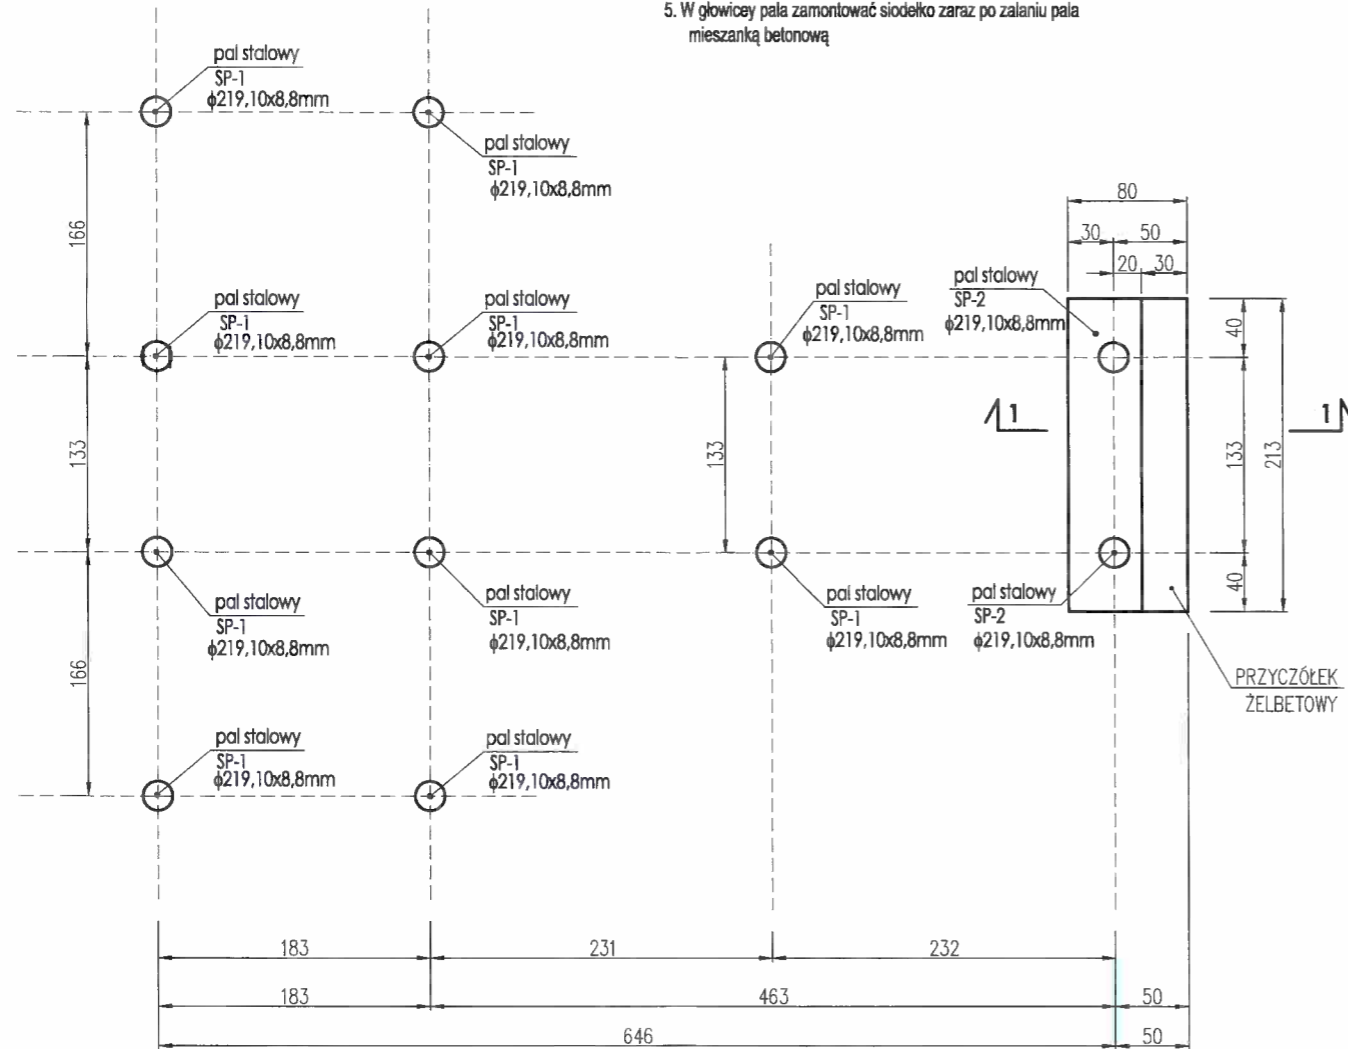 5. W głowicey pala zamontować siodełko zaraz po zalaniu pala
mieszanką betonową
pal stalowy
SP-1
ϕ219,10x8,8mm
pal stalowy
SP-1
ϕ219,10x8,8mm
166
80
30
50
20
30
pal stalowy
SP-1
ϕ219,10x8,8mm
pal stalowy
SP-1
ϕ219,10x8,8mm
pal stalowy
SP-1
ϕ219,10x8,8mm
pal stalowy
SP-2
ϕ219,10x8,8mm
40
1
1
133
133
133
213
40
pal stalowy
SP-1
ϕ219,10x8,8mm
pal stalowy
SP-1
ϕ219,10x8,8mm
pal stalowy
SP-1
ϕ219,10x8,8mm
pal stalowy
SP-2
ϕ219,10x8,8mm
166
PRZYCZÓŁEK
ŻELBETOWY
pal stalowy
SP-1
ϕ219,10x8,8mm
pal stalowy
SP-1
ϕ219,10x8,8mm
183
231
232
183
463
50
646
50